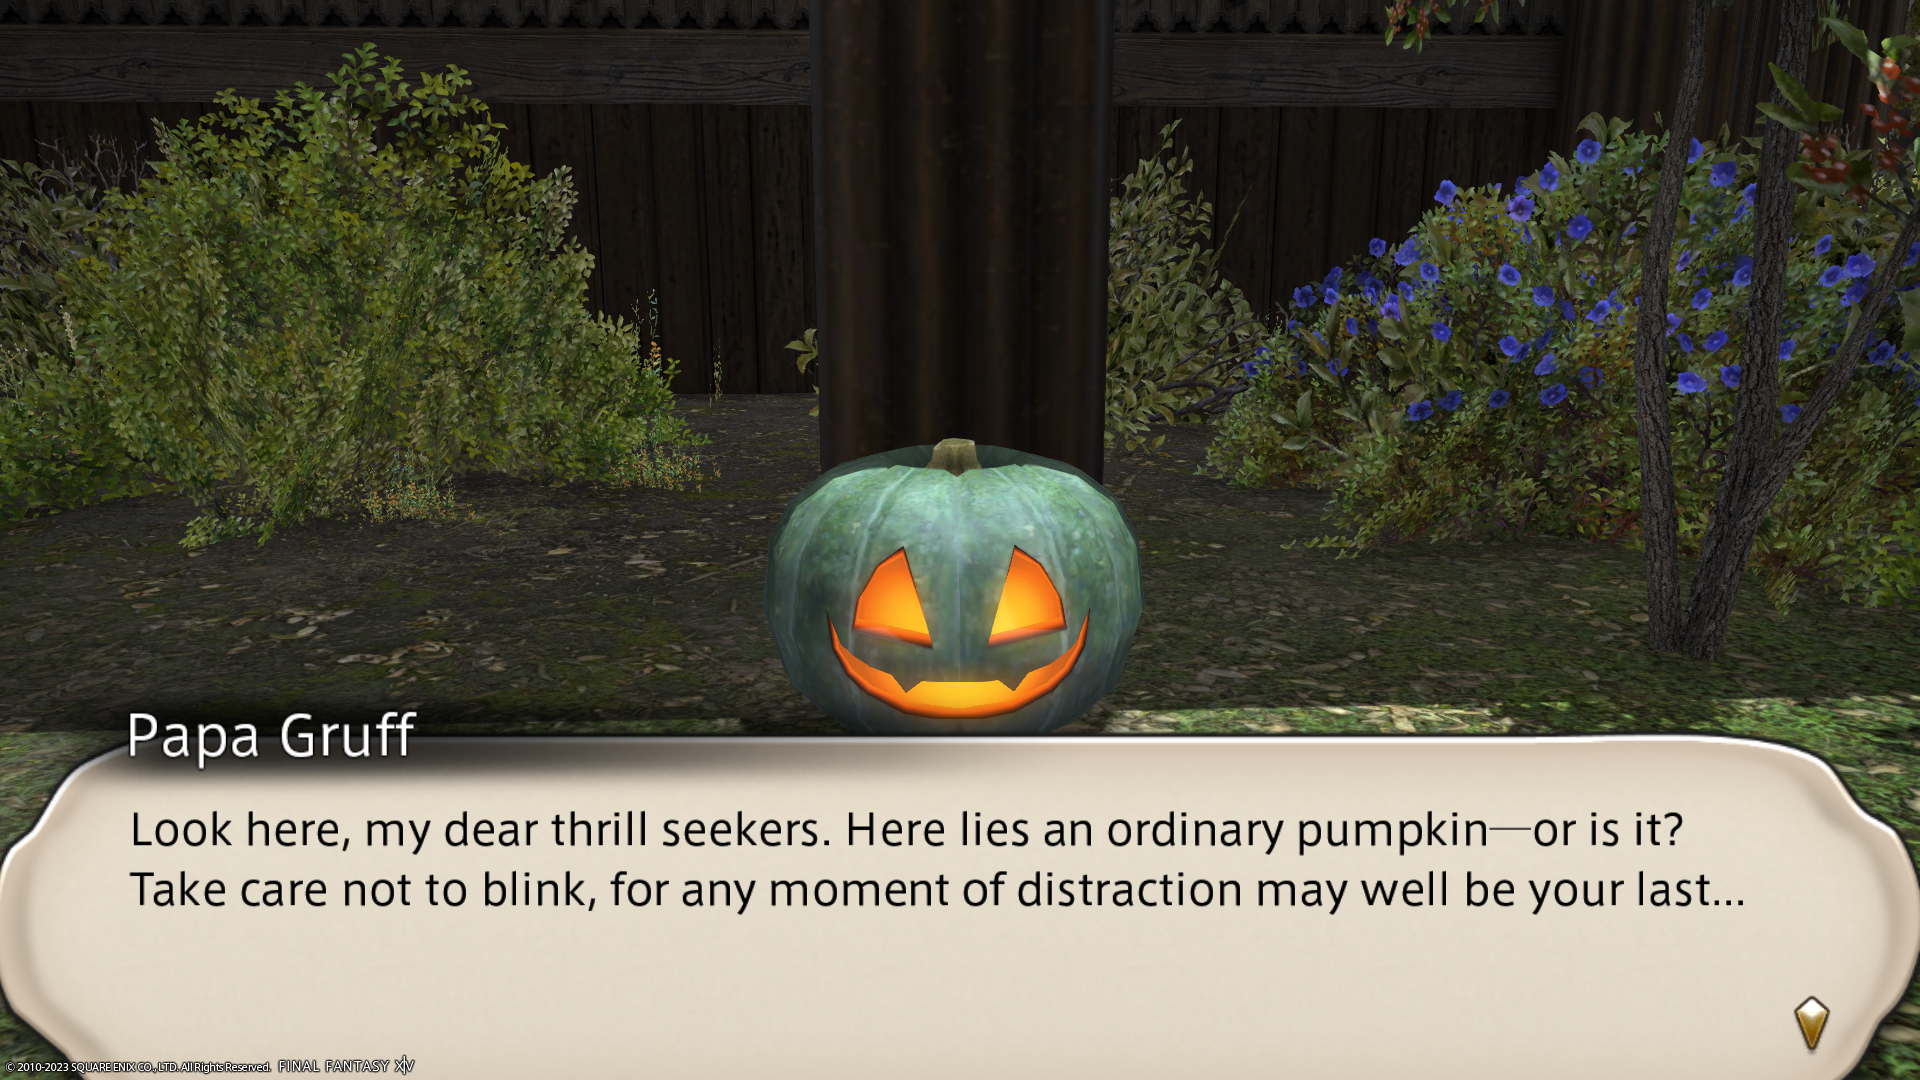 Papa Gruff
Look here, my dear thrill seekers. Here lies an ordinary pumpkin—or is it?
Take care not to blink, for any moment of distraction may well be your last...
© 2010-2023 SQUARE ENIX CO., LTD. All Rights Reserved. FINAL FANTASY XIV